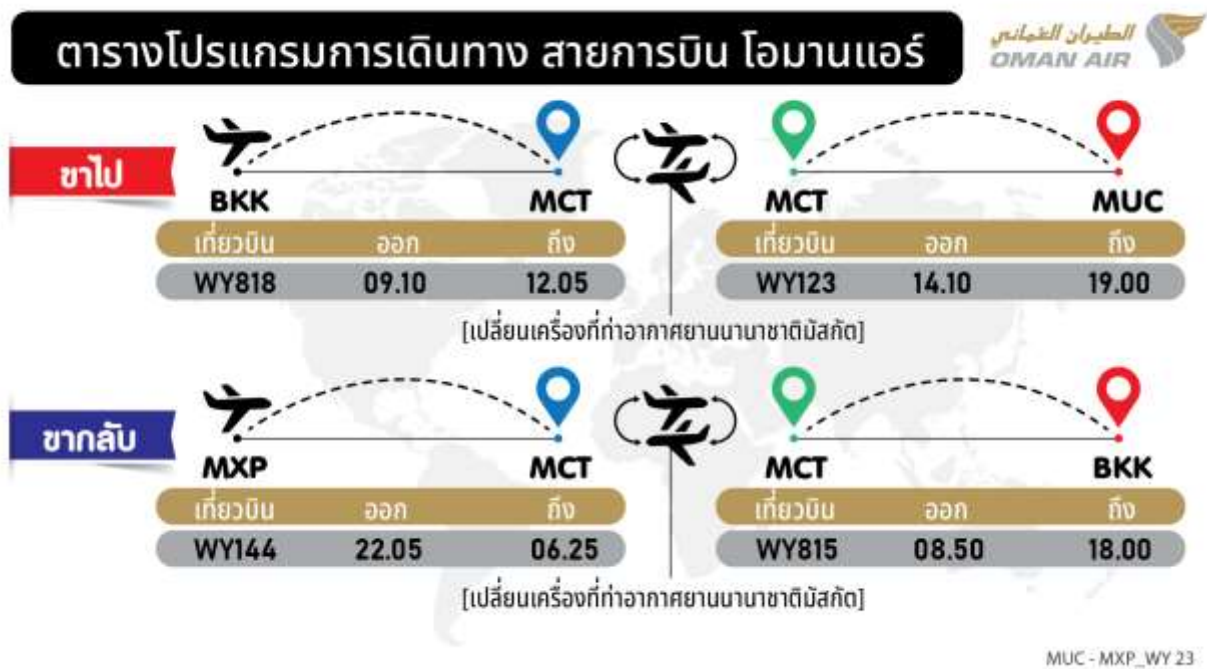 ตารางโปรแกรมการเดินทาง สายการบิน โอมานแอร์
الطيران العُماني
OMAN AIR
ขาไป
BKK MCT MCT MUC
เที่ยวบิน ออก ถึง เที่ยวบิน ออก ถึง
WY818 09.10 12.05 WY123 14.10 19.00
[เปลี่ยนเครื่องที่ท่าอากาศยานนานาชาติมัสกัต]
ขากลับ
MXP MCT MCT BKK
เที่ยวบิน ออก ถึง เที่ยวบิน ออก ถึง
WY144 22.05 06.25 WY815 08.50 18.00
[เปลี่ยนเครื่องที่ท่าอากาศยานนานาชาติมัสกัต]
MUC - MXP_WY 23